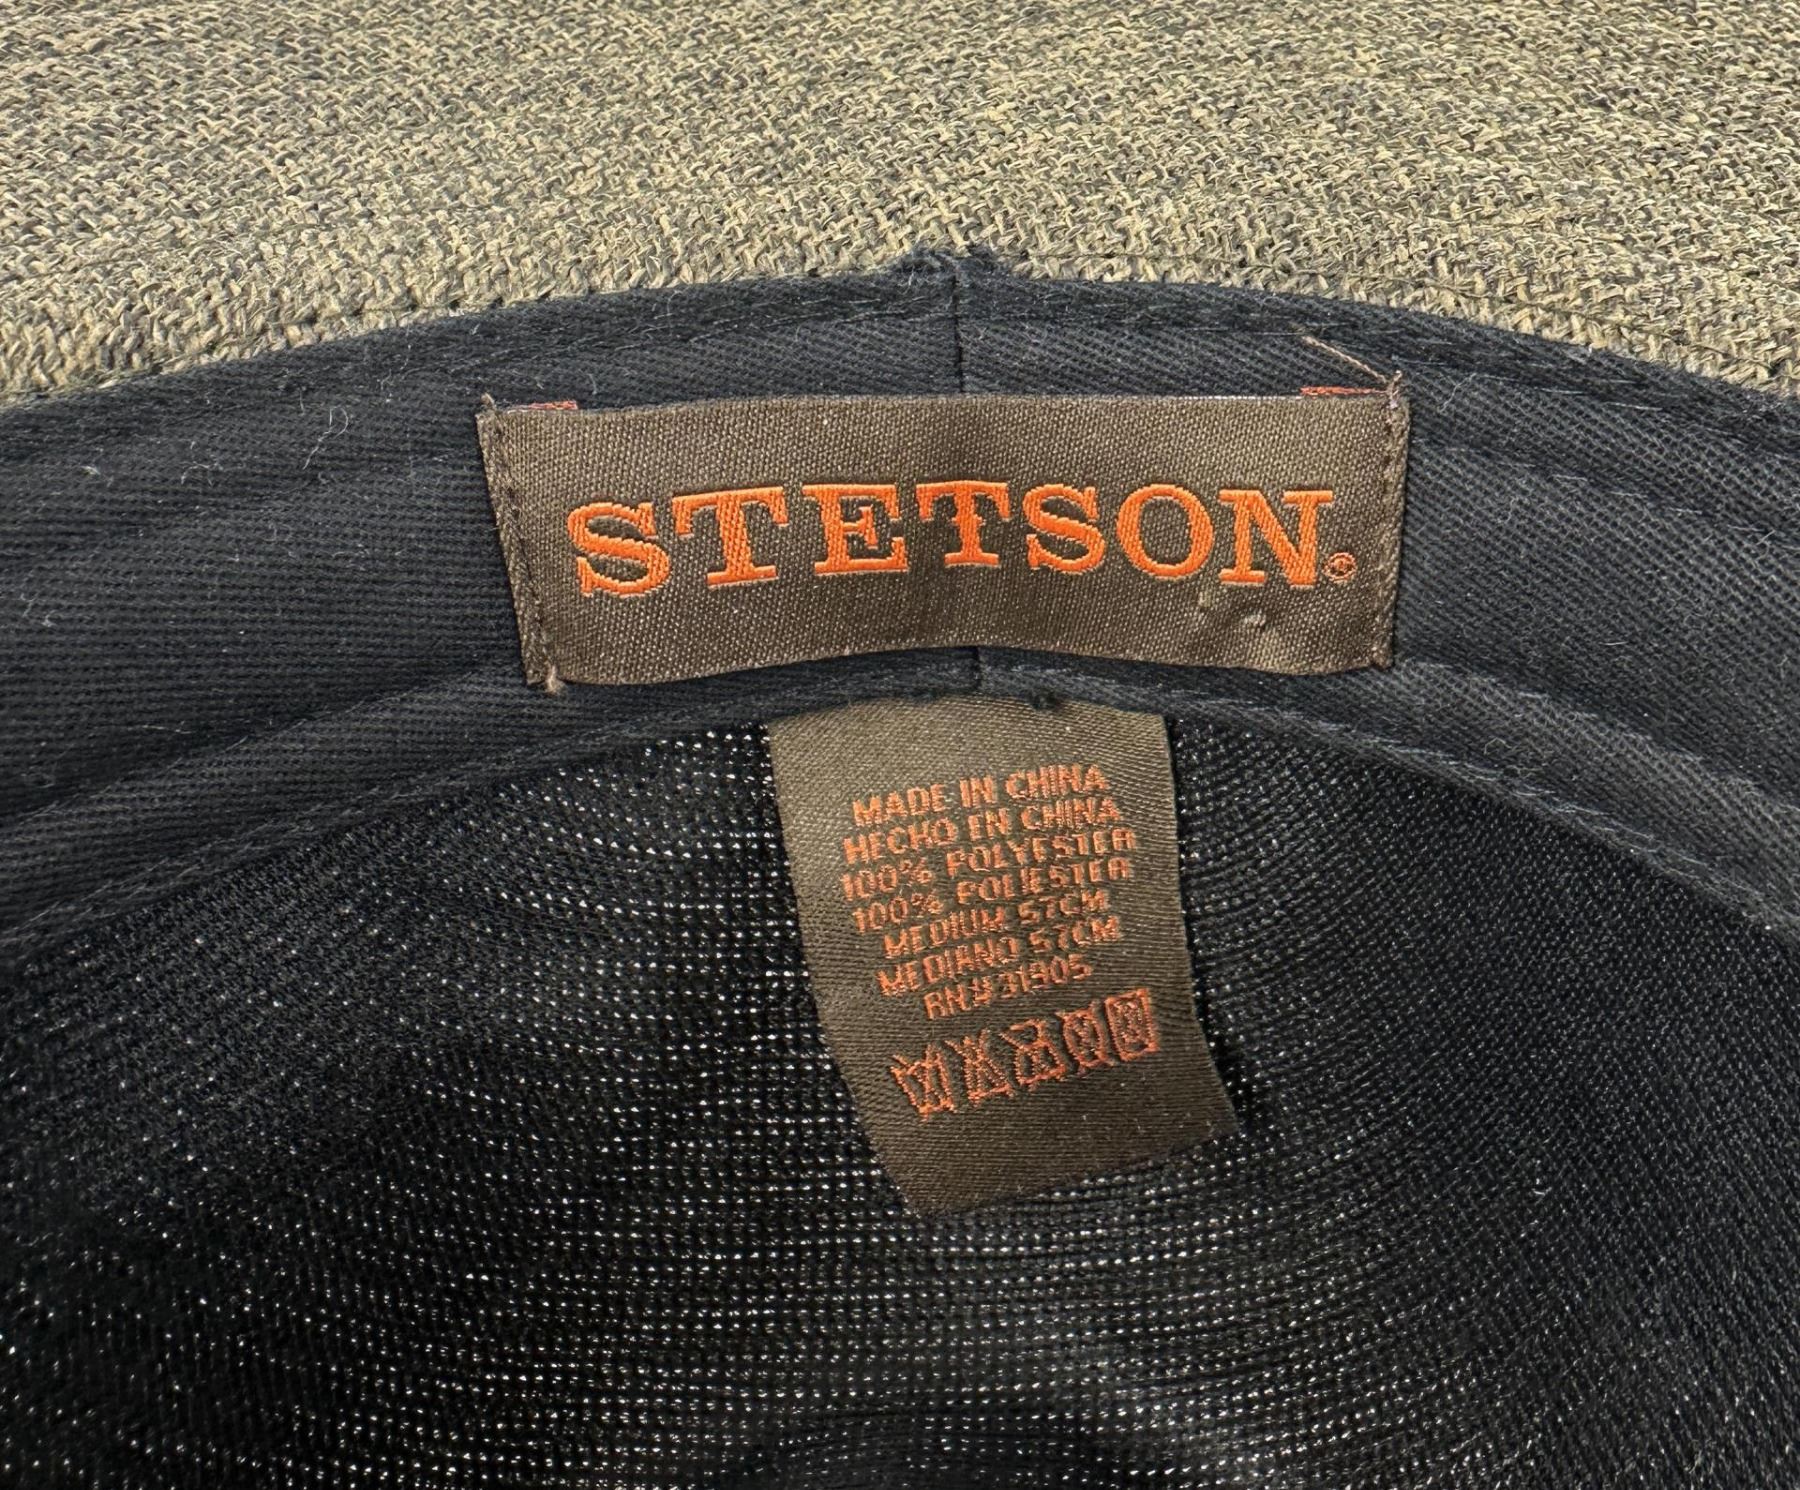 STETSON®
MADE IN CHINA
HECHO EN CHINA
100% POLYESTER
100% POLIESTER
MEDIUM 57CM
MEDIANO 57CM
RN# 31905